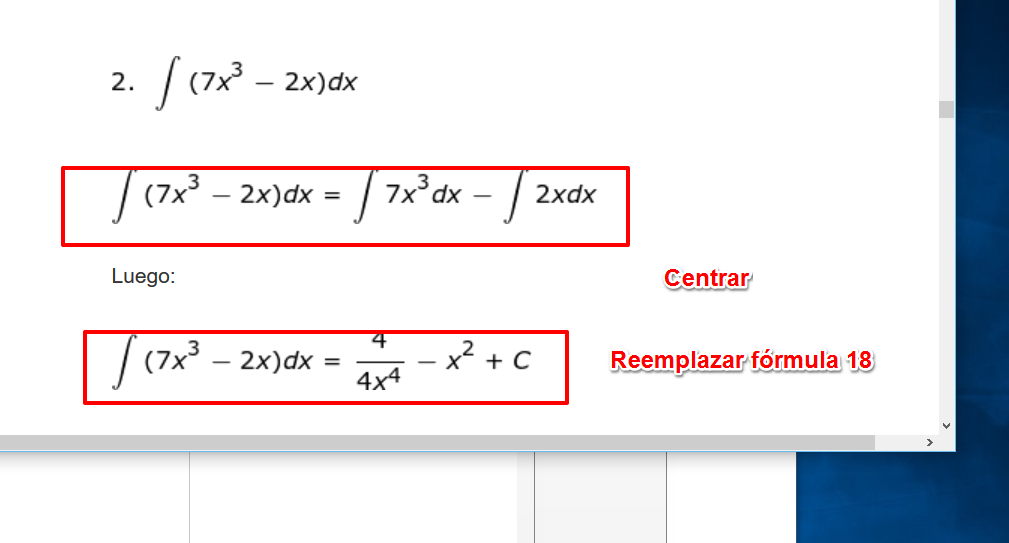 2. ∫ (7x³ – 2x)dx
∫ (7x³ – 2x)dx = ∫ 7x³dx – ∫ 2xdx
Luego:
Centrar
∫ (7x³ – 2x)dx = 4/4x⁴ – x² + C
Reemplazar fórmula 18